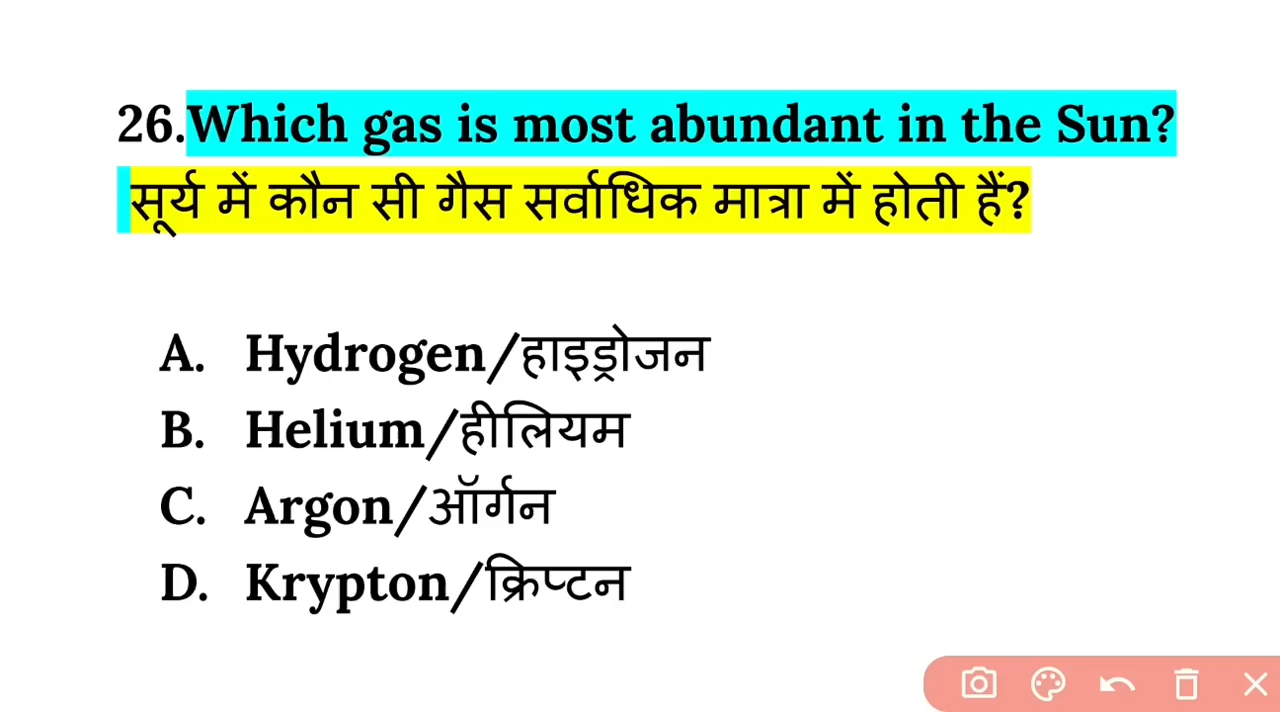 26.Which gas is most abundant in the Sun?
सूर्य में कौन सी गैस सर्वाधिक मात्रा में होती हैं?
A. Hydrogen/हाइड्रोजन
B. Helium/हीलियम
C. Argon/ऑर्गन
D. Krypton/क्रिप्टन